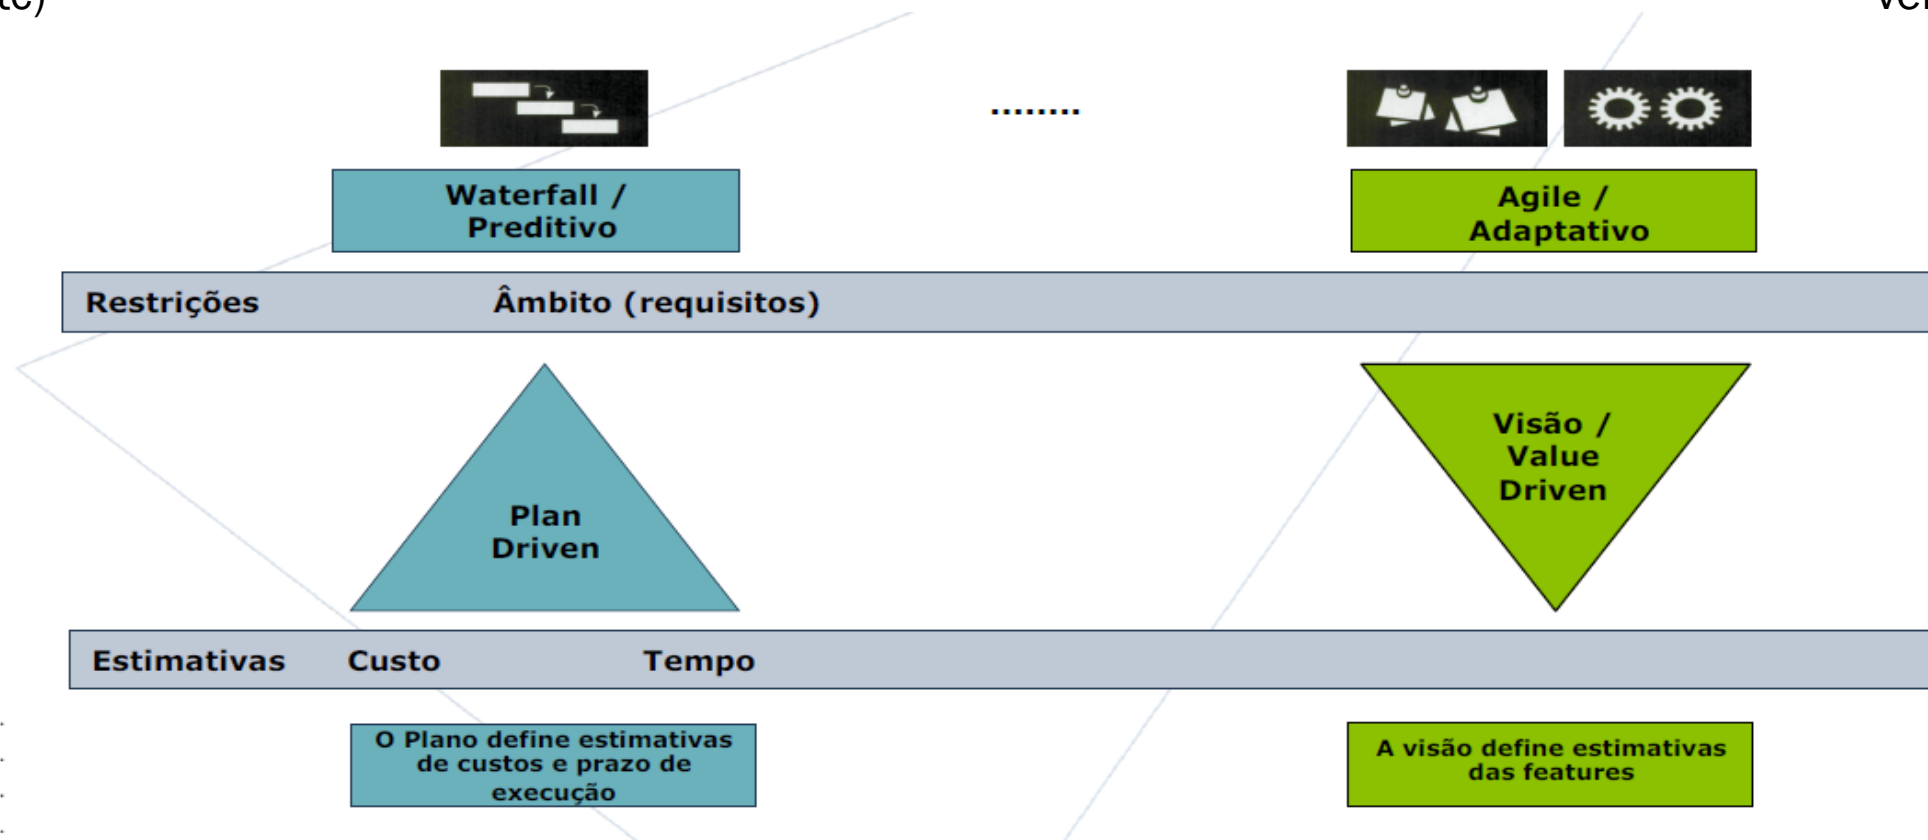 ........
Waterfall /
Preditivo
Agile /
Adaptativo
Restrições Âmbito (requisitos)
Plan
Driven
Visão /
Value
Driven
Estimativas Custo Tempo
O Plano define estimativas
de custos e prazo de
execução
A visão define estimativas
das features